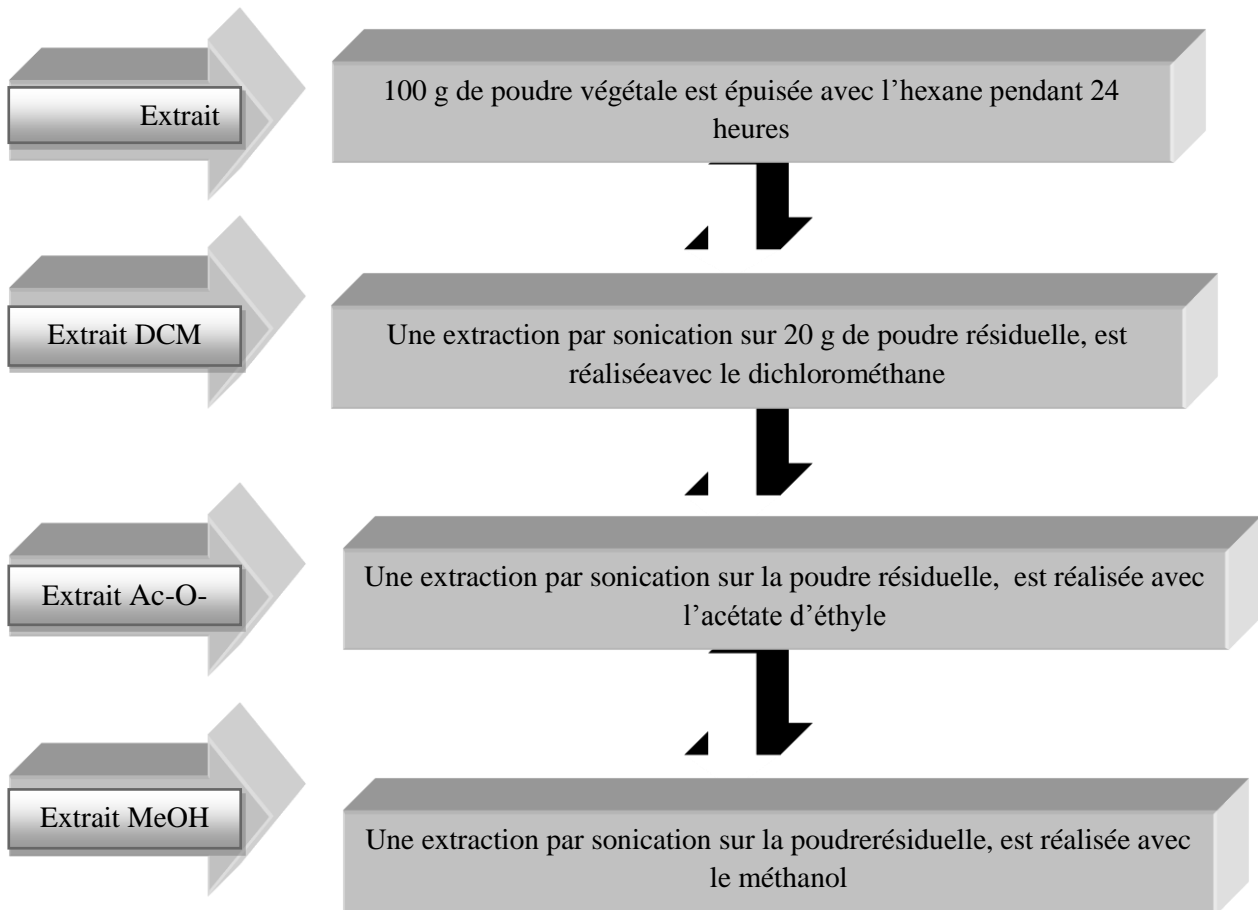 Extrait
100 g de poudre végétale est épuisée avec l’hexane pendant 24
heures
Extrait DCM
Une extraction par sonication sur 20 g de poudre résiduelle, est
réaliséeavec le dichlorométhane
Extrait Ac-O-
Une extraction par sonication sur la poudre résiduelle, est réalisée avec
l’acétate d’éthyle
Extrait MeOH
Une extraction par sonication sur la poudrerésiduelle, est réalisée avec
le méthanol